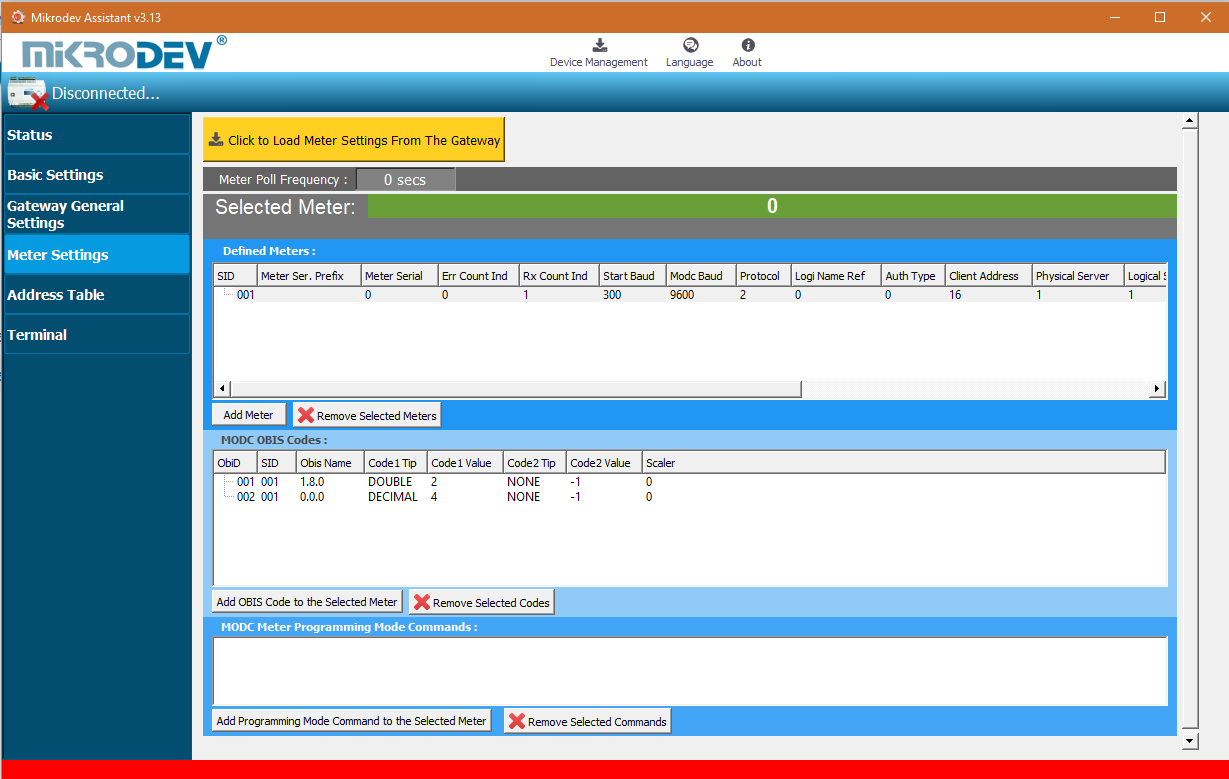 Mikrodev Assistant v3.13
MIKRODEV®
Device Management
Language
About
Disconnected...
Status
Basic Settings
Gateway General
Settings
Meter Settings
Address Table
Terminal
Click to Load Meter Settings From The Gateway
Meter Poll Frequency : 0 secs
Selected Meter: 0
Defined Meters :
SID Meter Ser. Prefix Meter Serial Err Count Ind Rx Count Ind Start Baud Modc Baud Protocol Logi Name Ref Auth Type Client Address Physical Server Logical
001 0 0 1 300 9600 2 0 0 16 1 1
Add Meter Remove Selected Meters
MODC OBIS Codes :
ObiD SID Obis Name Code1 Tip Code1 Value Code2 Tip Code2 Value Scaler
001 001 1.8.0 DOUBLE 2 NONE -1 0
002 001 0.0.0 DECIMAL 4 NONE -1 0
Add OBIS Code to the Selected Meter Remove Selected Codes
MODC Meter Programming Mode Commands :
Add Programming Mode Command to the Selected Meter Remove Selected Commands